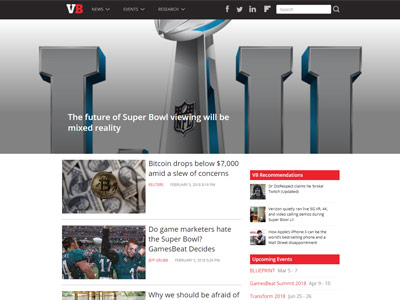 VB
NEWS
EVENTS
RESEARCH
Search
LII
NFL
The future of Super Bowl viewing will be
mixed reality
Bitcoin drops below $7,000
amid a slew of concerns
REUTERS FEBRUARY 5, 2018 8:19 PM
Do game marketers hate
the Super Bowl?
GamesBeat Decides
JEFF GRUBB FEBRUARY 5, 2018 5:24 PM
Why we should be afraid of
VB Recommendations
Dr DisRespect claims he 'broke'
Twitch (Updated)
Verizon quietly ran live 5G VR, 4K,
and video calling demos during
Super Bowl LII
How Apple's iPhone X can be the
world's best-selling phone and a
Wall Street disappointment
Upcoming Events
BLUEPRINT Mar 5 - 7
GamesBeat Summit 2018 Apr 9 - 10
Transform 2018 Jun 25 - 26